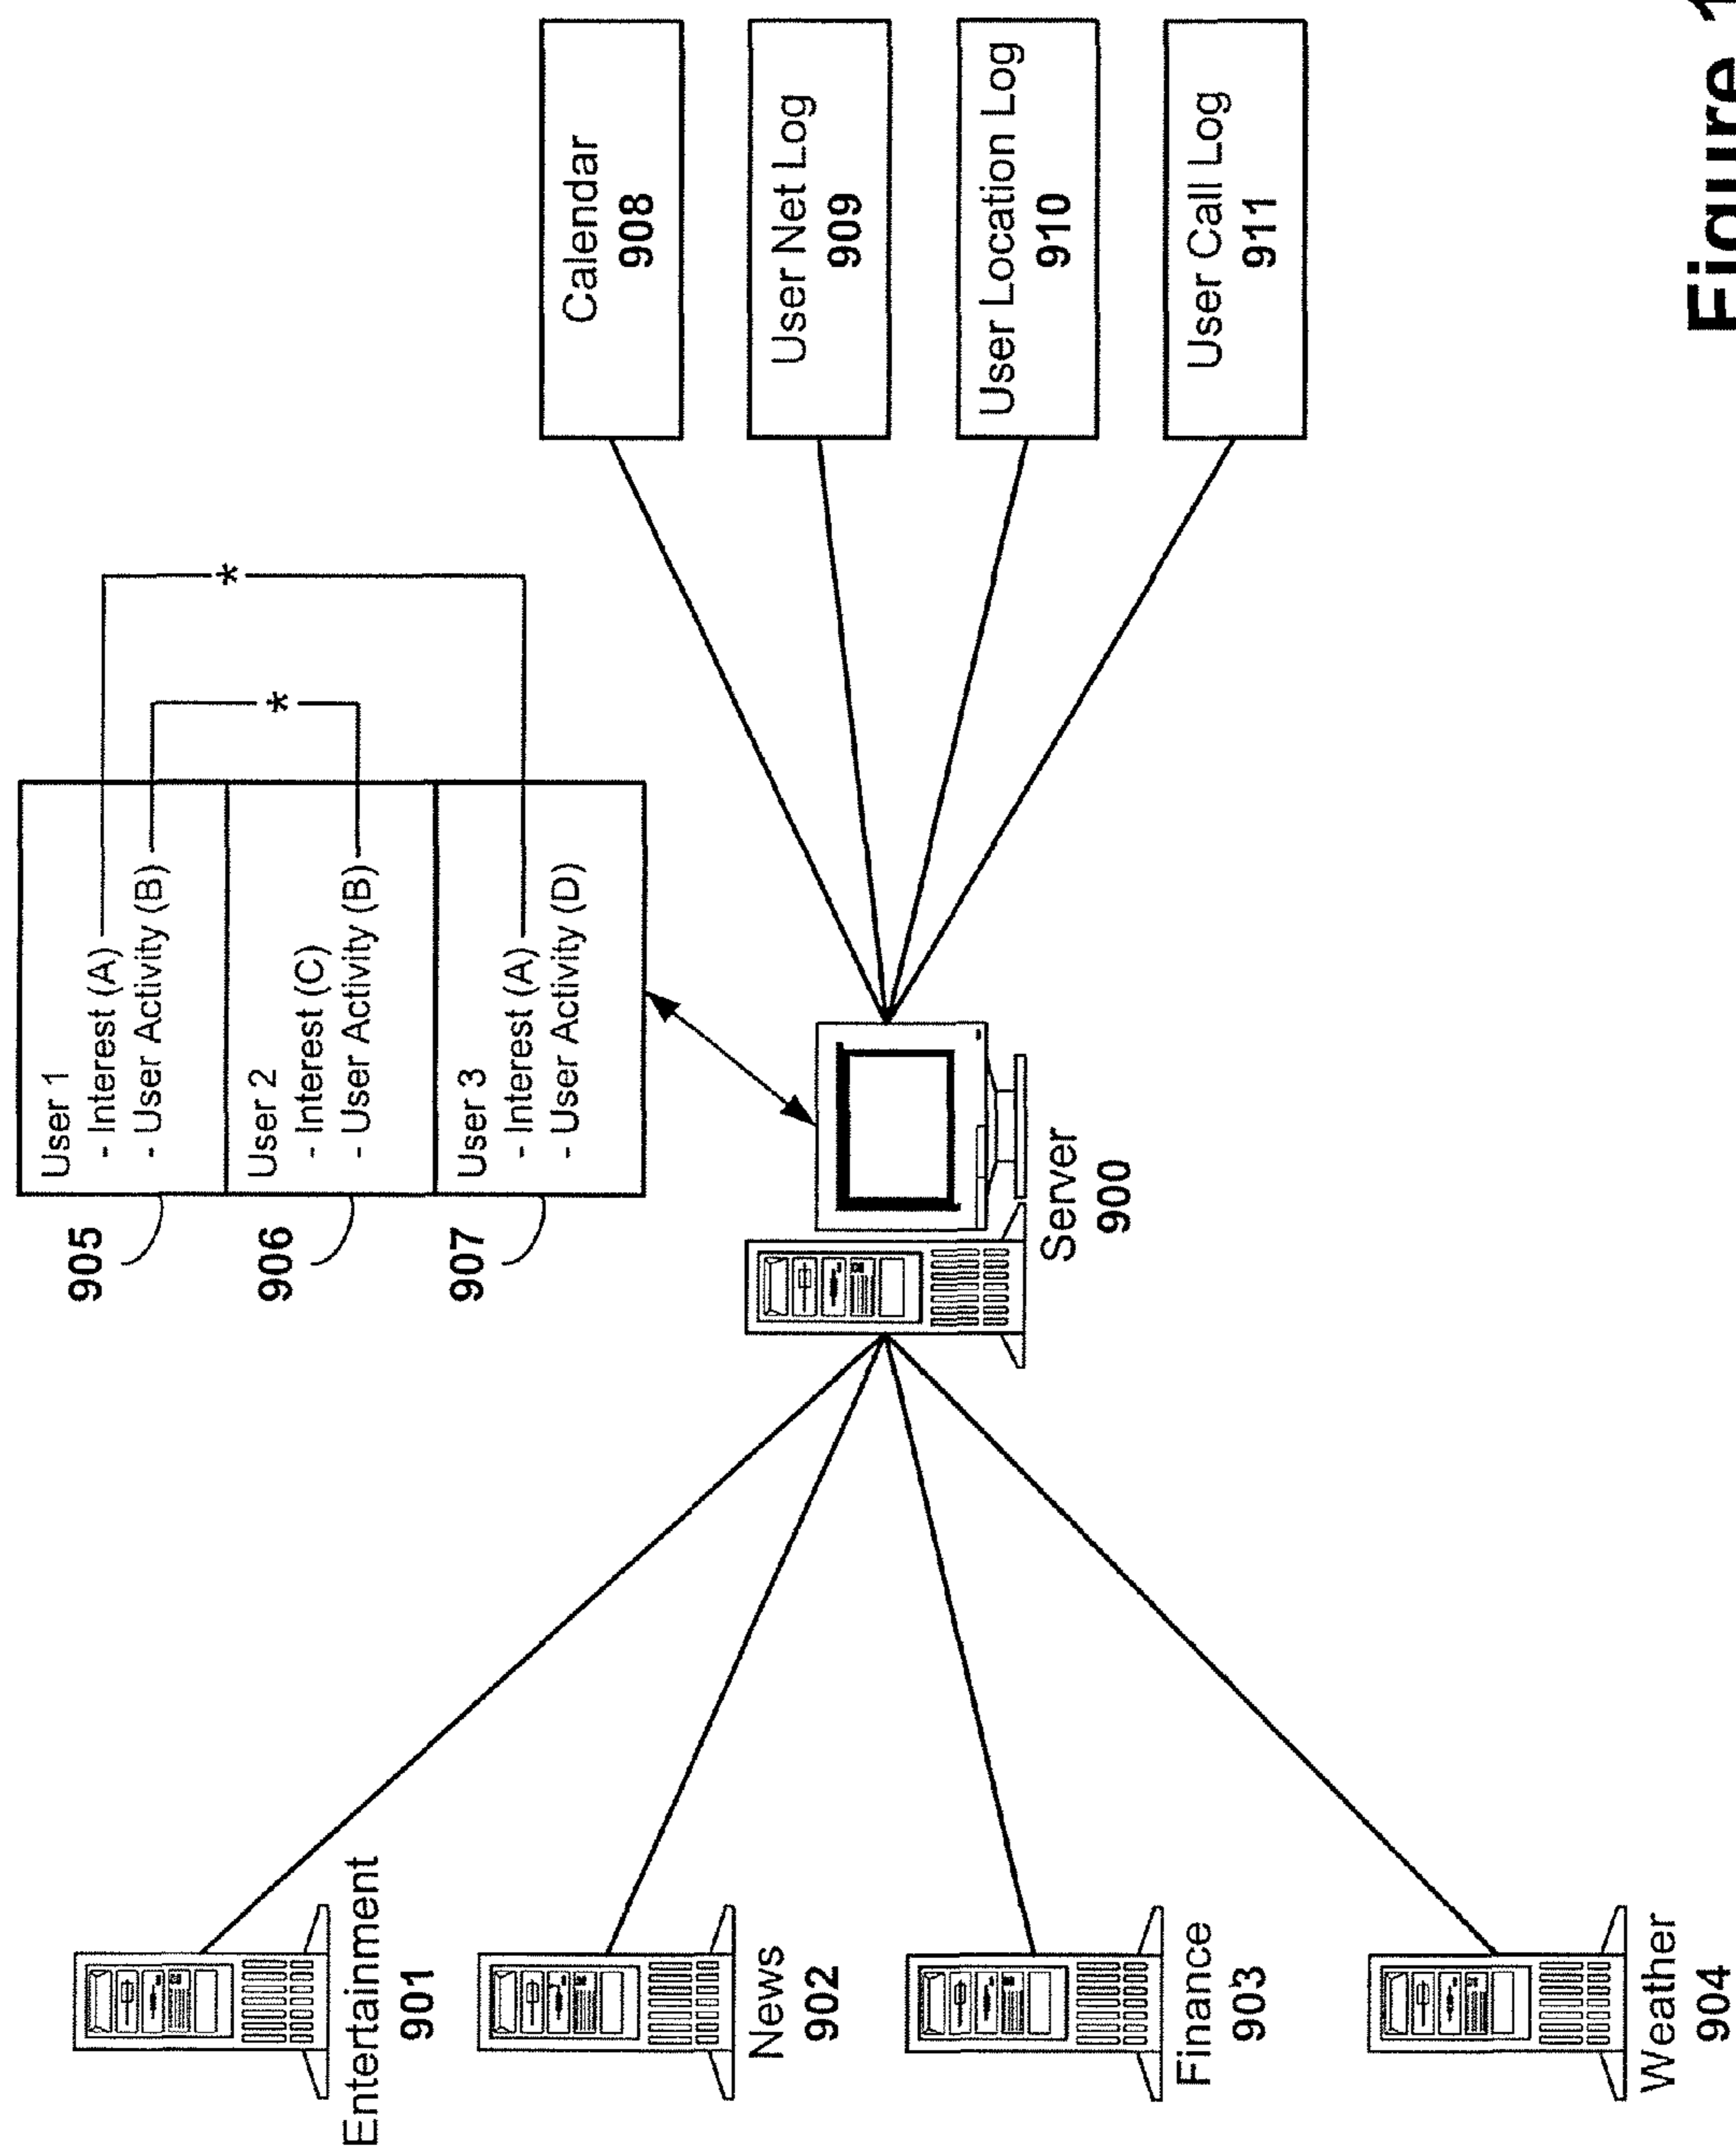 905
User 1
- Interest (A)
- User Activity (B)
*
906
User 2
- Interest (C)
- User Activity (B)
*
907
User 3
- Interest (A)
- User Activity (D)
Entertainment
901
News
902
Finance
903
Weather
904
Server
900
Calendar
908
User Net Log
909
User Location Log
910
User Call Log
911
Figure 1